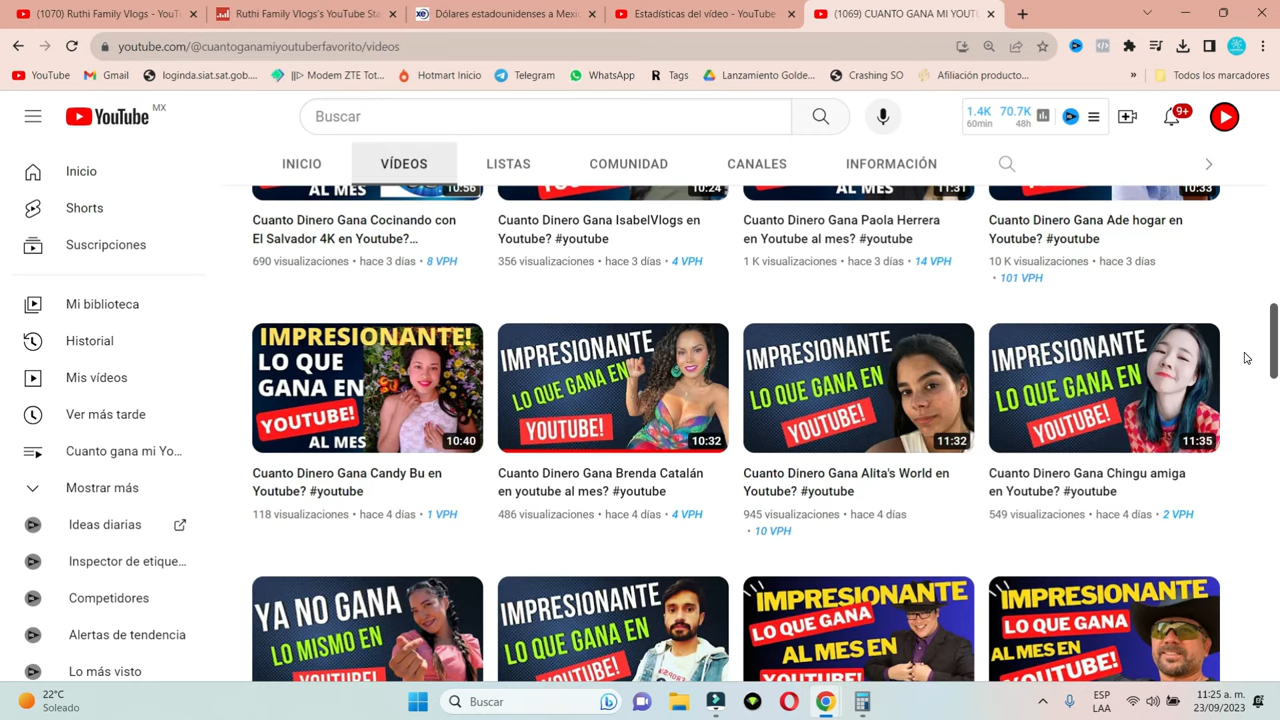 (1070) Ruthi Family Vlogs - YouT
Ruthi Family Vlogs's YouTube Sta
Dólares estadounidenses a Mexic
Estadísticas del vídeo - YouTube
(1069) CUANTO GANA MI YOUT
youtube.com/@cuantoganamiyoutuberfavorito/videos
YouTube
Gmail
loginda.siat.sat.gob....
||▷ Modem ZTE Tot...
Hotmart Inicio
Telegram
WhatsApp
Tags
Lanzamiento Golde...
Crashing SO
Afiliación producto...
»
Todos los marcadores
YouTube MX
Buscar
1.4K 70.7K
60min 48h
9+
INICIO
VÍDEOS
LISTAS
COMUNIDAD
CANALES
INFORMACIÓN
Inicio
Shorts
Suscripciones
Mi biblioteca
Historial
Mis vídeos
Ver más tarde
Cuanto gana mi Yo...
Mostrar más
Ideas diarias
Inspector de etique...
Competidores
Alertas de tendencia
Lo más visto
AL MES
10:56
10:24
AL MES
11:31
10:33
Cuanto Dinero Gana Cocinando con
El Salvador 4K en Youtube?...
690 visualizaciones • hace 3 días • 8 VPH
Cuanto Dinero Gana IsabelVlogs en
Youtube? #youtube
356 visualizaciones • hace 3 días • 4 VPH
Cuanto Dinero Gana Paola Herrera
en Youtube al mes? #youtube
1 K visualizaciones • hace 3 días • 14 VPH
Cuanto Dinero Gana Ade hogar en
Youtube? #youtube
10 K visualizaciones • hace 3 días
• 101 VPH
IMPRESIONANTE!
LO QUE
GANA EN
YOUTUBE!
AL MES
10:40
IMPRESIONANTE
LO QUE GANA EN
YOUTUBE!
10:32
IMPRESIONANTE
LO QUE GANA EN
YOUTUBE!
11:32
IMPRESIONANTE
LO QUE GANA EN
YOUTUBE!
11:35
Cuanto Dinero Gana Candy Bu en
Youtube? #youtube
118 visualizaciones • hace 4 días • 1 VPH
Cuanto Dinero Gana Brenda Catalán
en youtube al mes? #youtube
486 visualizaciones • hace 4 días • 4 VPH
Cuanto Dinero Gana Alita's World en
Youtube? #youtube
945 visualizaciones • hace 4 días
• 10 VPH
Cuanto Dinero Gana Chingu amiga
en Youtube? #youtube
549 visualizaciones • hace 4 días • 2 VPH
YA NO GANA
LO MISMO EN
IMPRESIONANTE
LO QUE GANA EN
YOUTUBE!
IMPRESIONANTE
LO QUE GANA
AL MES EN
YOUTUBE!
IMPRESIONANTE
LO QUE GANA
AL MES EN
YOUTUBE!
22°C
Soleado
Buscar
ESP
LAA
11:25 a. m.
23/09/2023